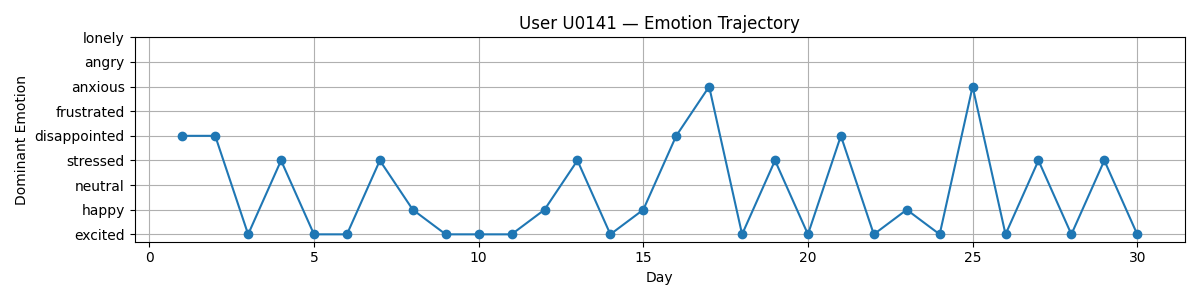 User U0141 — Emotion Trajectory
Dominant Emotion
lonely
angry
anxious
frustrated
disappointed
stressed
neutral
happy
excited
0 5 10 15 20 25 30
Day